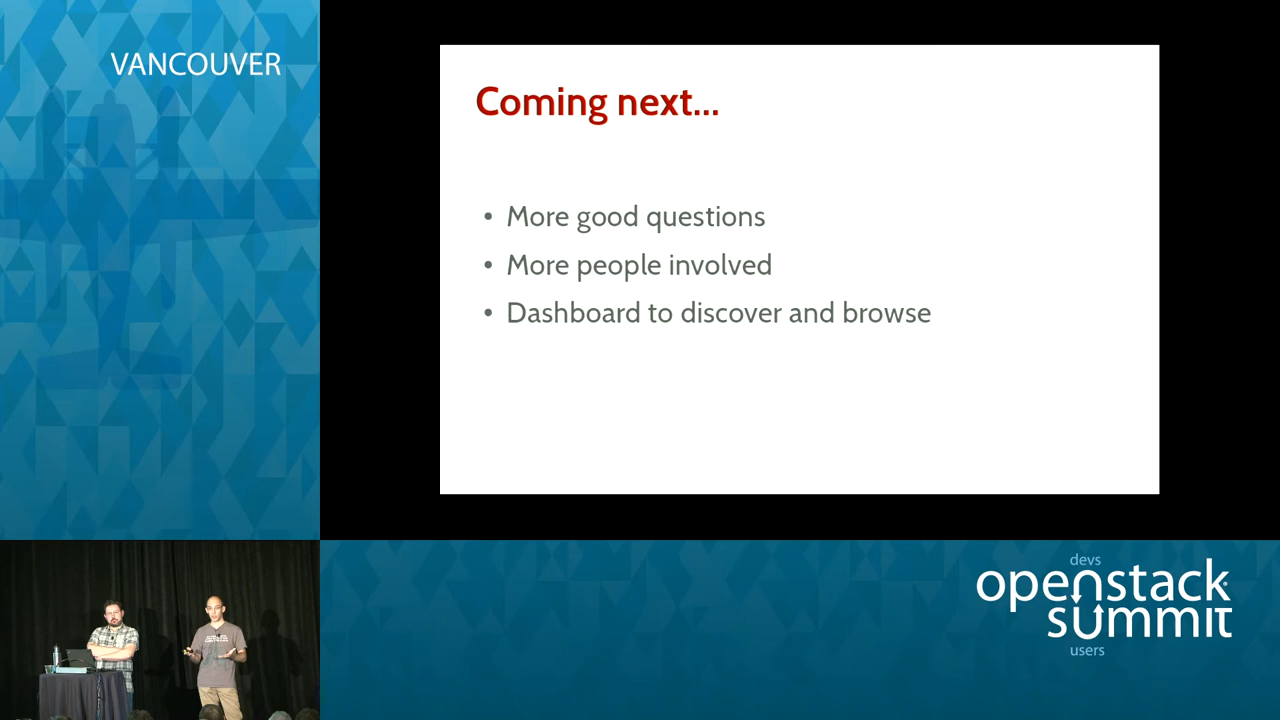 VANCOUVER
Coming next...
• More good questions
• More people involved
• Dashboard to discover and browse
devs
openstack
summit
users